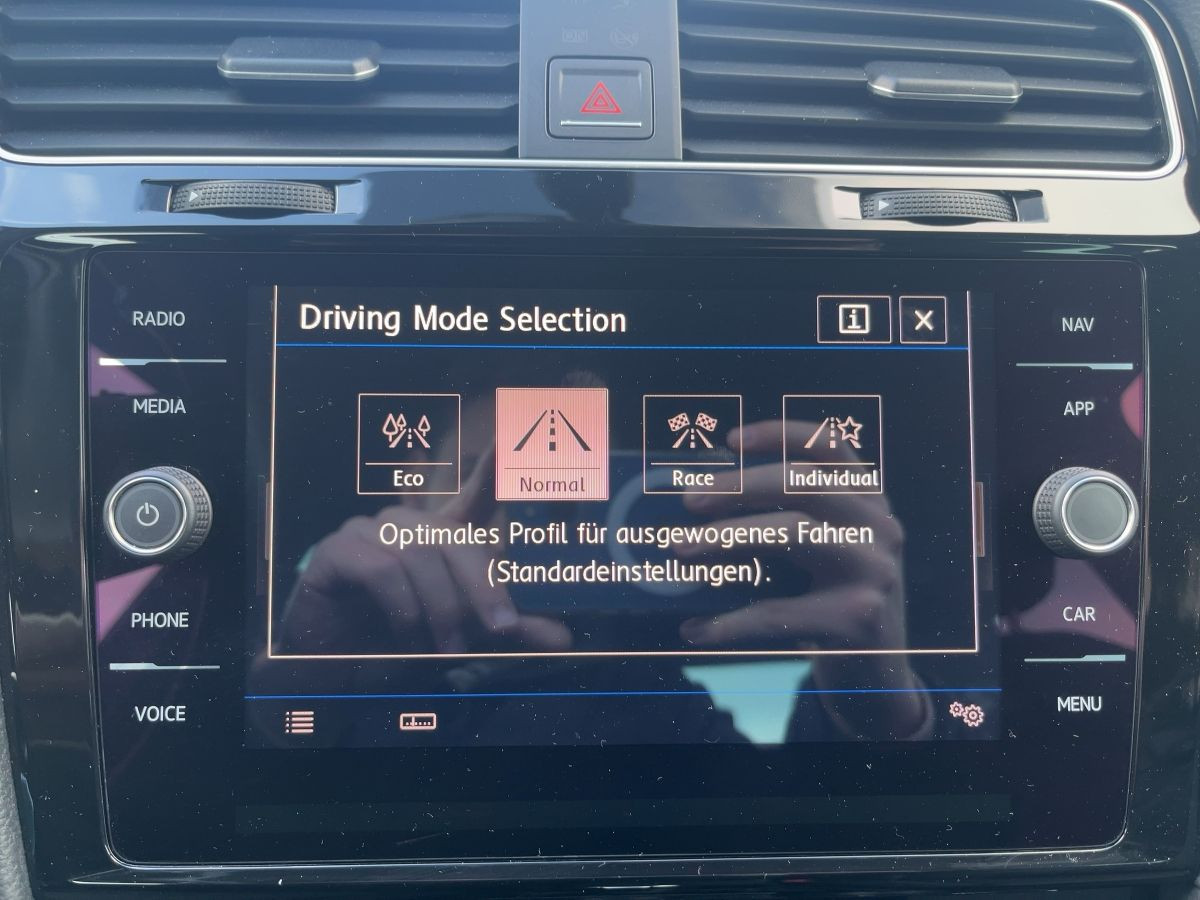 RADIO
MEDIA
PHONE
VOICE
Driving Mode Selection
i X
Eco
Normal
Race
Individual
Optimales Profil für ausgewogenes Fahren
(Standardeinstellungen).
NAV
APP
CAR
MENU